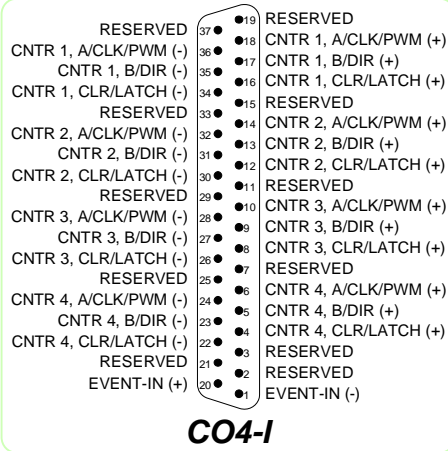 RESERVED 37
CNTR 1, A/CLK/PWM (-) 36
CNTR 1, B/DIR (-) 35
CNTR 1, CLR/LATCH (-) 34
RESERVED 33
CNTR 2, A/CLK/PWM (-) 32
CNTR 2, B/DIR (-) 31
CNTR 2, CLR/LATCH (-) 30
RESERVED 29
CNTR 3, A/CLK/PWM (-) 28
CNTR 3, B/DIR (-) 27
CNTR 3, CLR/LATCH (-) 26
RESERVED 25
CNTR 4, A/CLK/PWM (-) 24
CNTR 4, B/DIR (-) 23
CNTR 4, CLR/LATCH (-) 22
RESERVED 21
EVENT-IN (+) 20
19 RESERVED
18 CNTR 1, A/CLK/PWM (+)
17 CNTR 1, B/DIR (+)
16 CNTR 1, CLR/LATCH (+)
15 RESERVED
14 CNTR 2, A/CLK/PWM (+)
13 CNTR 2, B/DIR (+)
12 CNTR 2, CLR/LATCH (+)
11 RESERVED
10 CNTR 3, A/CLK/PWM (+)
9 CNTR 3, B/DIR (+)
8 CNTR 3, CLR/LATCH (+)
7 RESERVED
6 CNTR 4, A/CLK/PWM (+)
5 CNTR 4, B/DIR (+)
4 CNTR 4, CLR/LATCH (+)
3 RESERVED
2 RESERVED
1 EVENT-IN (-)
CO4-I